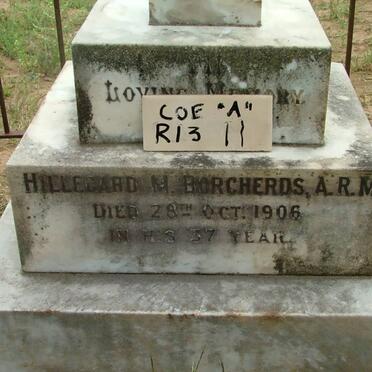 LOVING MEMORY
COE "A"
R13 11
HILLEGARD M. BORCHERDS, A.R.M
DIED 28TH OCT. 1906
IN HIS 37 YEAR